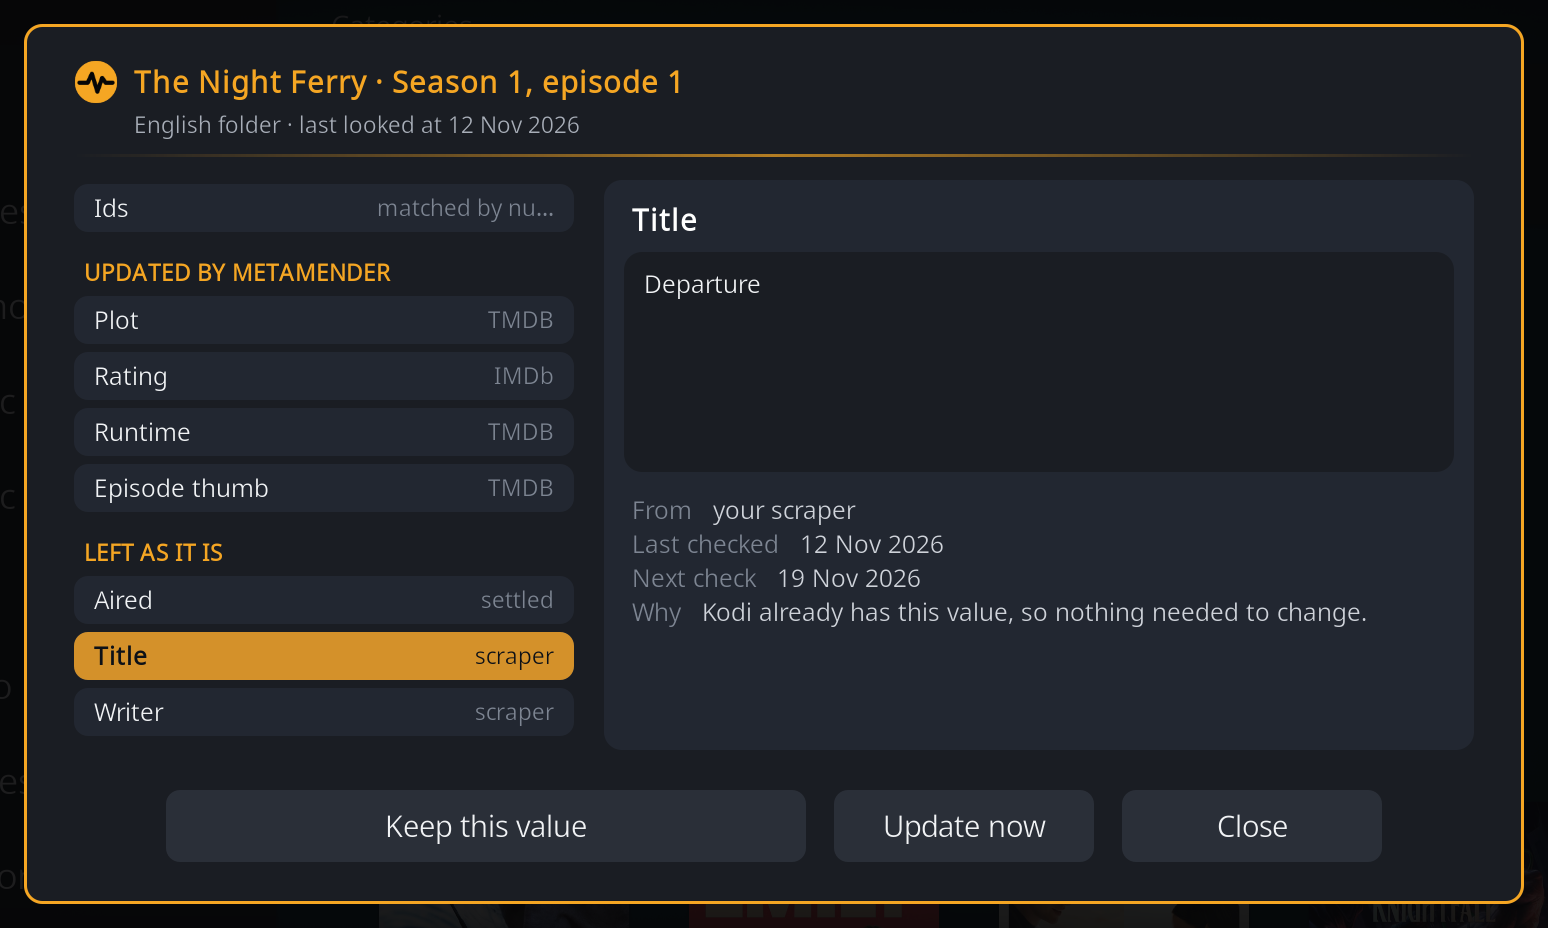 Categories
The Night Ferry · Season 1, episode 1
English folder · last looked at 12 Nov 2026
Ids matched by nu...
UPDATED BY METAMENDER
Plot TMDB
Rating IMDb
Runtime TMDB
Episode thumb TMDB
LEFT AS IT IS
Aired settled
Title scraper
Writer scraper
Title
Departure
From your scraper
Last checked 12 Nov 2026
Next check 19 Nov 2026
Why Kodi already has this value, so nothing needed to change.
Keep this value
Update now
Close